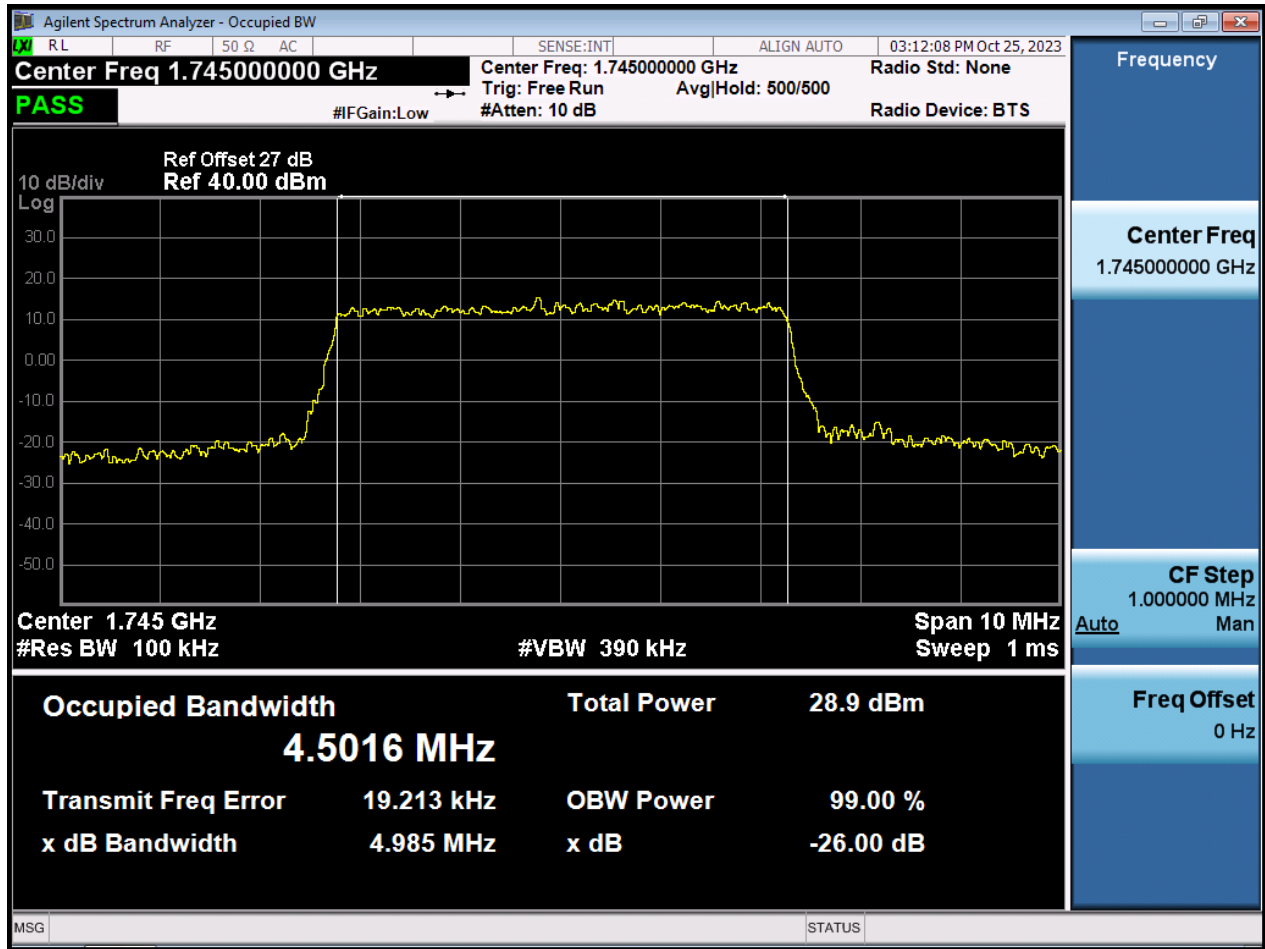 Agilent Spectrum Analyzer - Occupied BW
LXI RL RF 50 Ω AC SENSE:INT ALIGN AUTO 03:12:08 PM Oct 25, 2023
Center Freq 1.745000000 GHz
PASS
#IFGain:Low
Center Freq: 1.745000000 GHz
Trig: Free Run Avg|Hold: 500/500
#Atten: 10 dB
Radio Std: None
Radio Device: BTS
Ref Offset 27 dB
10 dB/div Ref 40.00 dBm
Log
30.0
20.0
10.0
0.00
-10.0
-20.0
-30.0
-40.0
-50.0
Center 1.745 GHz Span 10 MHz
#Res BW 100 kHz #VBW 390 kHz Sweep 1 ms
Occupied Bandwidth Total Power 28.9 dBm
4.5016 MHz
Transmit Freq Error 19.213 kHz OBW Power 99.00 %
x dB Bandwidth 4.985 MHz x dB -26.00 dB
MSG STATUS
Frequency
Center Freq
1.745000000 GHz
CF Step
1.000000 MHz
Auto Man
Freq Offset
0 Hz